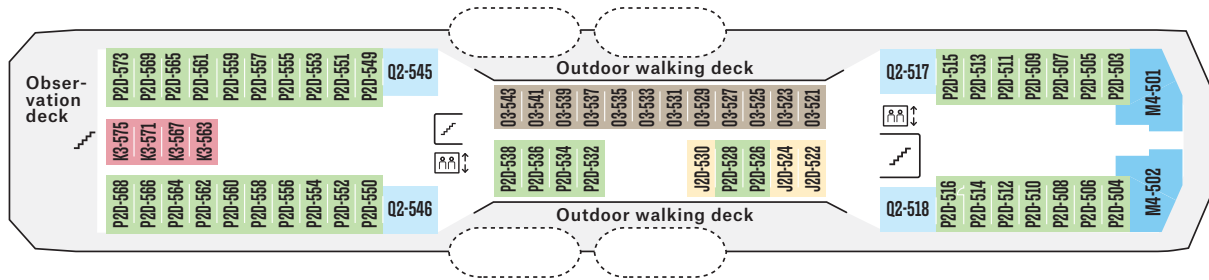 Obser-
vation
deck
P2D-573
P2D-569
P2D-565
P2D-561
P2D-559
P2D-557
P2D-555
P2D-553
P2D-551
P2D-549
Q2-545
Outdoor walking deck
Q2-517
P2D-515
P2D-513
P2D-511
P2D-509
P2D-507
P2D-505
P2D-503
M4-501
K3-575
K3-571
K3-567
K3-563
O3-543
O3-541
O3-539
O3-537
O3-535
O3-533
O3-531
O3-529
O3-527
O3-525
O3-523
O3-521
P2D-538
P2D-536
P2D-534
P2D-532
J2D-530
P2D-528
P2D-526
J2D-524
J2D-522
P2D-568
P2D-566
P2D-564
P2D-562
P2D-560
P2D-558
P2D-556
P2D-554
P2D-552
P2D-550
Q2-546
Outdoor walking deck
Q2-518
P2D-516
P2D-514
P2D-512
P2D-510
P2D-508
P2D-506
P2D-504
M4-502